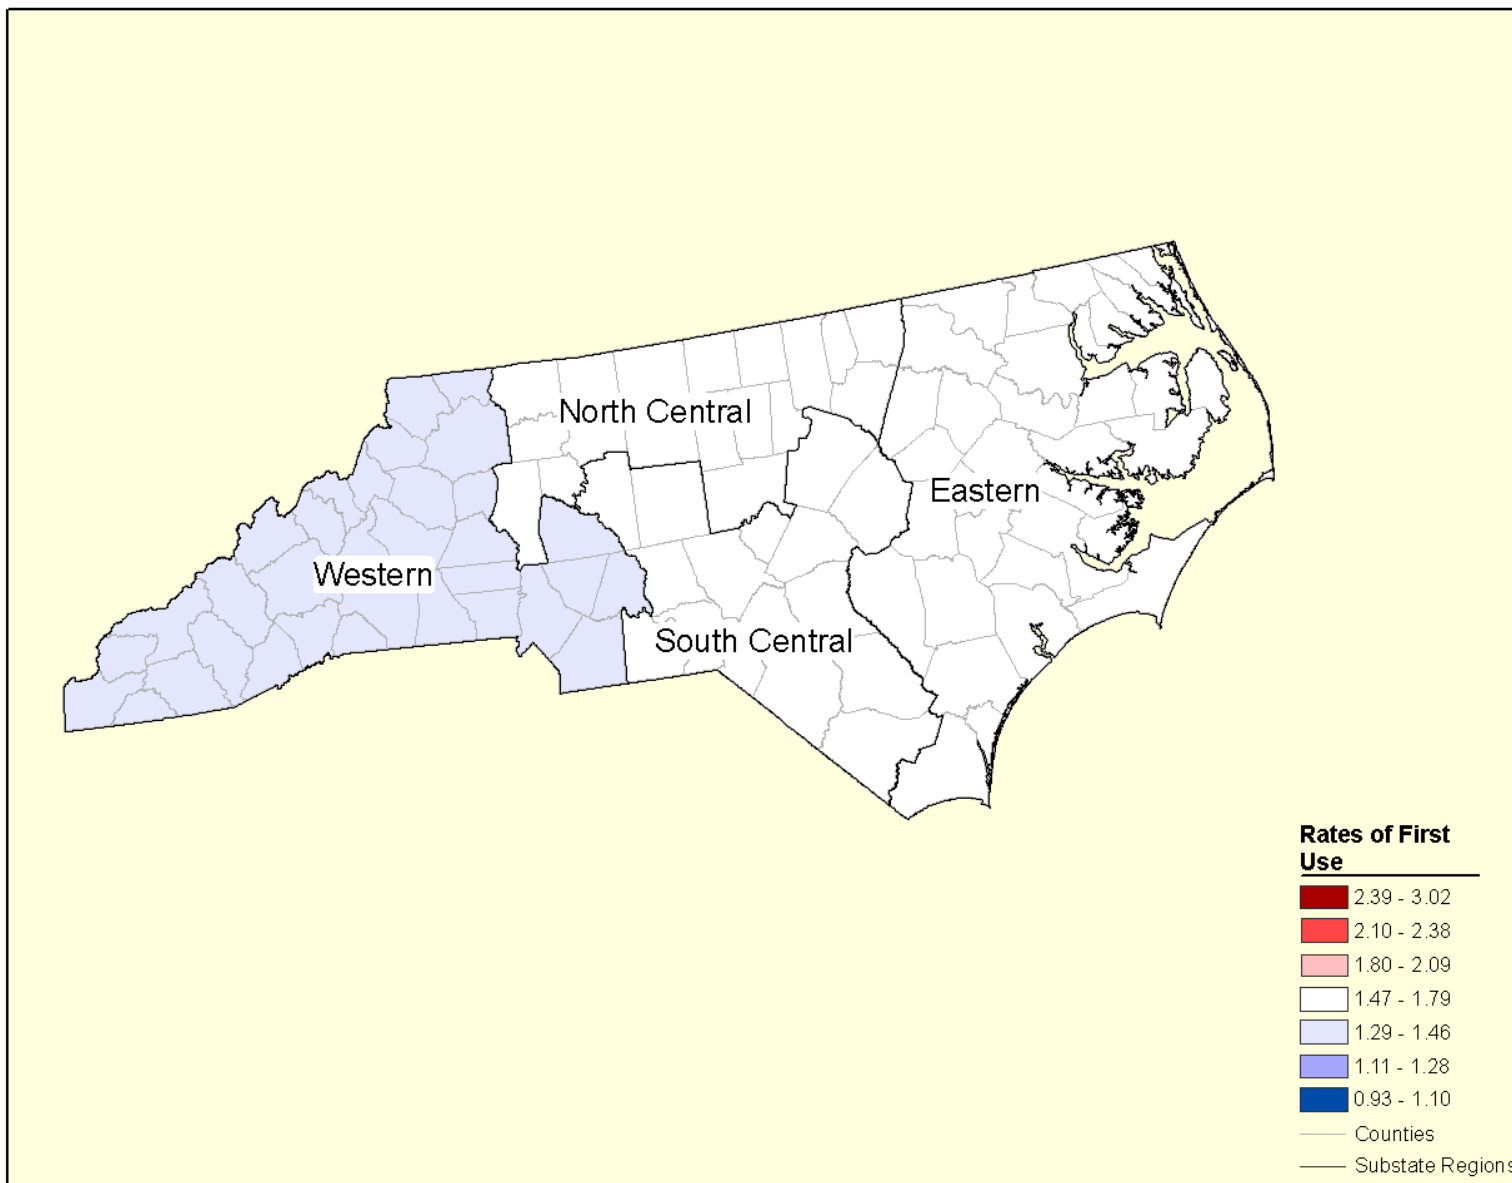 North Central
Eastern
Western
South Central
Rates of First
Use
2.39 - 3.02
2.10 - 2.38
1.80 - 2.09
1.47 - 1.79
1.29 - 1.46
1.11 - 1.28
0.93 - 1.10
Counties
Substate Regions